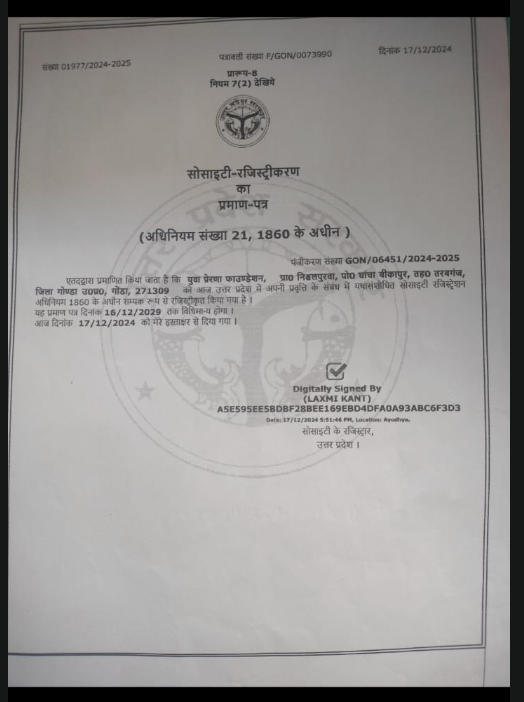 संख्या 01977/2024-2025
पत्रावली संख्या F/GON/0073990
दिनांक 17/12/2024
प्रारूप-8
नियम 7(2) देखिये
सोसाइटी-रजिस्ट्रीकरण
का
प्रमाण-पत्र
(अधिनियम संख्या 21, 1860 के अधीन )
पंजीकरण संख्या GON/06451/2024-2025
एतदद्वारा प्रमाणित किया जाता है कि युवा प्रेरणा फाउण्डेशन, ग्रा0 निबलपुरवा, पो0 चांचा बीकापुर, तह0 तरबगंज,
जिला गोण्डा उ0प्र0, गोंडा, 271309 को आज उत्तर प्रदेश में अपनी प्रवृत्ति के संबंध में यथासंशोधित सोसाइटी रजिस्ट्रेशन
अधिनियम 1860 के अधीन सम्यक रूप से रजिस्ट्रीकृत किया गया है ।
यह प्रमाण पत्र दिनांक 16/12/2029 तक विधिमान्य होगा ।
आज दिनांक 17/12/2024 को मेरे हस्ताक्षर से दिया गया ।
Digitally Signed By
(LAXMI KANT)
A5E595EE5BDBF28BEE169EBD4DFA0A93ABC6F3D3
Date: 17/12/2024 5:51:46 PM, Location: Ayodhya.
सोसाइटी के रजिस्ट्रार,
उत्तर प्रदेश ।